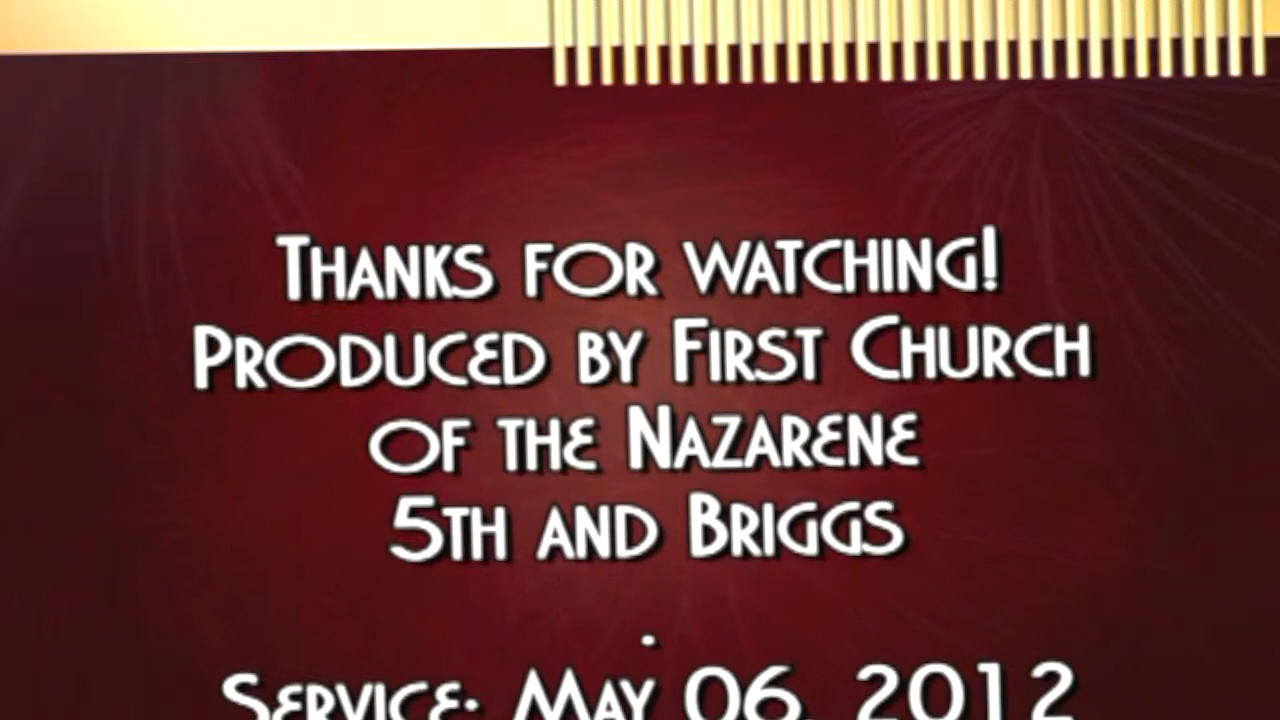 Thanks for watching!
Produced by First Church
of the Nazarene
5th and Briggs
.
Service: May 06, 2012